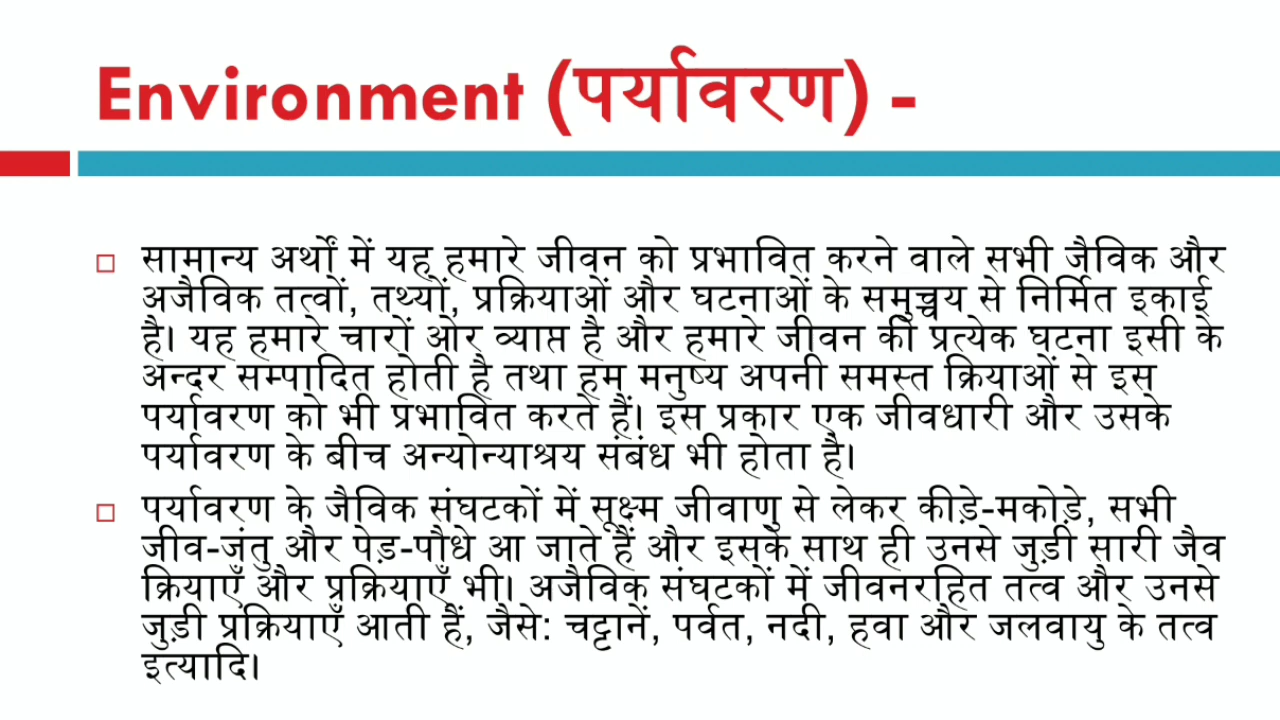 Environment (पर्यावरण) -
सामान्य अर्थों में यह हमारे जीवन को प्रभावित करने वाले सभी जैविक और
अजैविक तत्वों, तथ्यों, प्रक्रियाओं और घटनाओं के समुच्चय से निर्मित इकाई
है। यह हमारे चारों ओर व्याप्त है और हमारे जीवन की प्रत्येक घटना इसी के
अन्दर सम्पादित होती है तथा हम मनुष्य अपनी समस्त क्रियाओं से इस
पर्यावरण को भी प्रभावित करते हैं। इस प्रकार एक जीवधारी और उसके
पर्यावरण के बीच अन्योन्याश्रय संबंध भी होता है।
पर्यावरण के जैविक संघटकों में सूक्ष्म जीवाणु से लेकर कीड़े-मकोड़े, सभी
जीव-जंतु और पेड़-पौधे आ जाते हैं और इसके साथ ही उनसे जुड़ी सारी जैव
क्रियाएँ और प्रक्रियाएँ भी। अजैविक संघटकों में जीवनरहित तत्व और उनसे
जुड़ी प्रक्रियाएँ आती हैं, जैसे: चट्टानें, पर्वत, नदी, हवा और जलवायु के तत्व
इत्यादि।